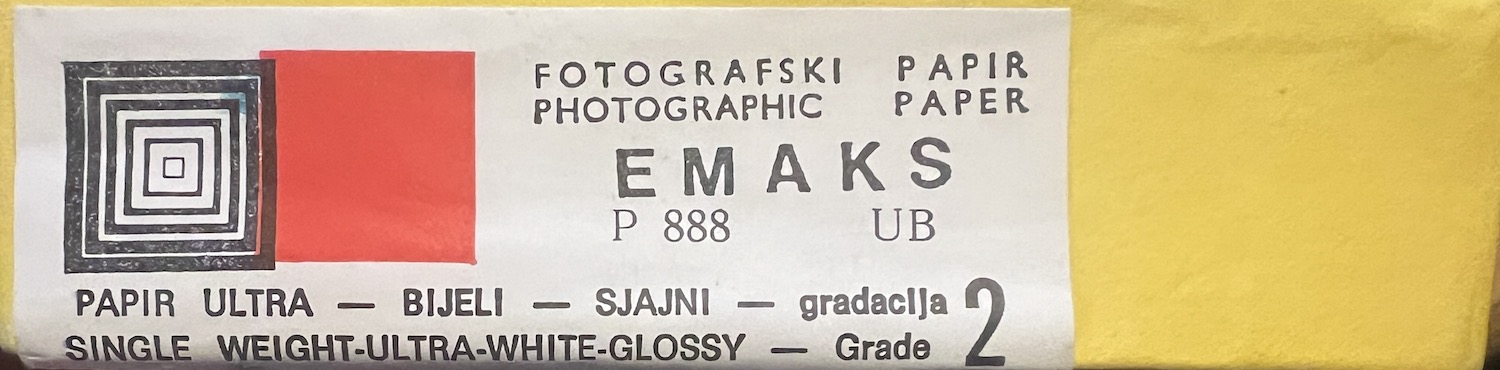 FOTOGRAFSKI PAPIR
PHOTOGRAPHIC PAPER
EMAKS
P 888 UB
PAPIR ULTRA — BIJELI — SJAJNI — gradacija 2
SINGLE WEIGHT-ULTRA-WHITE-GLOSSY — Grade